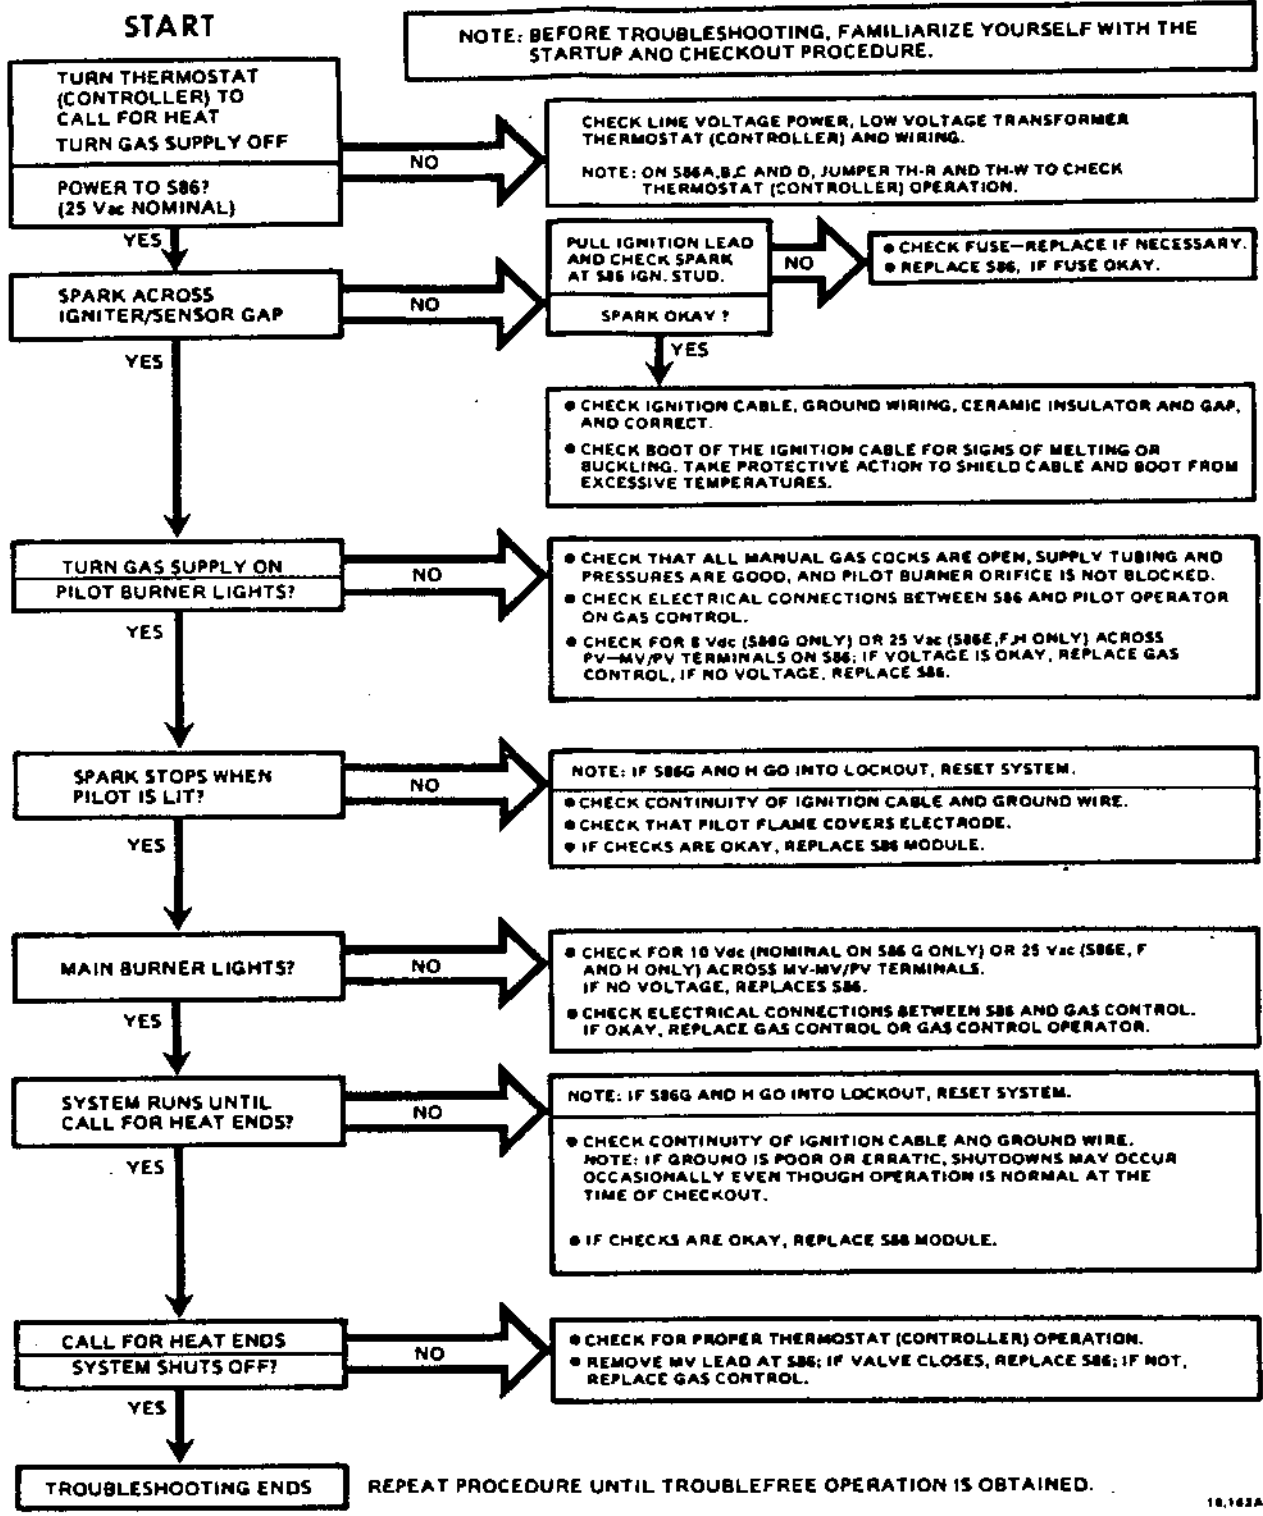 START
NOTE: BEFORE TROUBLESHOOTING, FAMILIARIZE YOURSELF WITH THE
STARTUP AND CHECKOUT PROCEDURE.
TURN THERMOSTAT
(CONTROLLER) TO
CALL FOR HEAT
TURN GAS SUPPLY OFF
POWER TO S86?
(25 Vac NOMINAL)
NO
CHECK LINE VOLTAGE POWER, LOW VOLTAGE TRANSFORMER
THERMOSTAT (CONTROLLER) AND WIRING.
NOTE: ON S86A,B,C AND D, JUMPER TH-R AND TH-W TO CHECK
THERMOSTAT (CONTROLLER) OPERATION.
YES
SPARK ACROSS
IGNITER/SENSOR GAP
NO
PULL IGNITION LEAD
AND CHECK SPARK
AT S86 IGN. STUD.
SPARK OKAY ?
NO
● CHECK FUSE—REPLACE IF NECESSARY.
● REPLACE S86, IF FUSE OKAY.
YES
● CHECK IGNITION CABLE, GROUND WIRING, CERAMIC INSULATOR AND GAP,
AND CORRECT.
● CHECK BOOT OF THE IGNITION CABLE FOR SIGNS OF MELTING OR
BUCKLING. TAKE PROTECTIVE ACTION TO SHIELD CABLE AND BOOT FROM
EXCESSIVE TEMPERATURES.
YES
TURN GAS SUPPLY ON
PILOT BURNER LIGHTS?
NO
● CHECK THAT ALL MANUAL GAS COCKS ARE OPEN, SUPPLY TUBING AND
PRESSURES ARE GOOD, AND PILOT BURNER ORIFICE IS NOT BLOCKED.
● CHECK ELECTRICAL CONNECTIONS BETWEEN S86 AND PILOT OPERATOR
ON GAS CONTROL.
● CHECK FOR 8 Vdc (S86G ONLY) OR 25 Vac (S86E,F,H ONLY) ACROSS
PV—MV/PV TERMINALS ON S86; IF VOLTAGE IS OKAY, REPLACE GAS
CONTROL, IF NO VOLTAGE, REPLACE S86.
YES
SPARK STOPS WHEN
PILOT IS LIT?
NO
NOTE: IF S86G AND H GO INTO LOCKOUT, RESET SYSTEM.
● CHECK CONTINUITY OF IGNITION CABLE AND GROUND WIRE.
● CHECK THAT PILOT FLAME COVERS ELECTRODE.
● IF CHECKS ARE OKAY, REPLACE S86 MODULE.
YES
MAIN BURNER LIGHTS?
NO
● CHECK FOR 10 Vdc (NOMINAL ON S86 G ONLY) OR 25 Vac (S86E, F
AND H ONLY) ACROSS MV-MV/PV TERMINALS.
IF NO VOLTAGE, REPLACES S86.
● CHECK ELECTRICAL CONNECTIONS BETWEEN S86 AND GAS CONTROL.
IF OKAY, REPLACE GAS CONTROL OR GAS CONTROL OPERATOR.
YES
SYSTEM RUNS UNTIL
CALL FOR HEAT ENDS?
NO
NOTE: IF S86G AND H GO INTO LOCKOUT, RESET SYSTEM.
● CHECK CONTINUITY OF IGNITION CABLE AND GROUND WIRE.
NOTE: IF GROUND IS POOR OR ERRATIC, SHUTDOWNS MAY OCCUR
OCCASIONALLY EVEN THOUGH OPERATION IS NORMAL AT THE
TIME OF CHECKOUT.
● IF CHECKS ARE OKAY, REPLACE S86 MODULE.
YES
CALL FOR HEAT ENDS
SYSTEM SHUTS OFF?
NO
● CHECK FOR PROPER THERMOSTAT (CONTROLLER) OPERATION.
● REMOVE MV LEAD AT S86; IF VALVE CLOSES, REPLACE S86; IF NOT,
REPLACE GAS CONTROL.
YES
TROUBLESHOOTING ENDS
REPEAT PROCEDURE UNTIL TROUBLEFREE OPERATION IS OBTAINED.